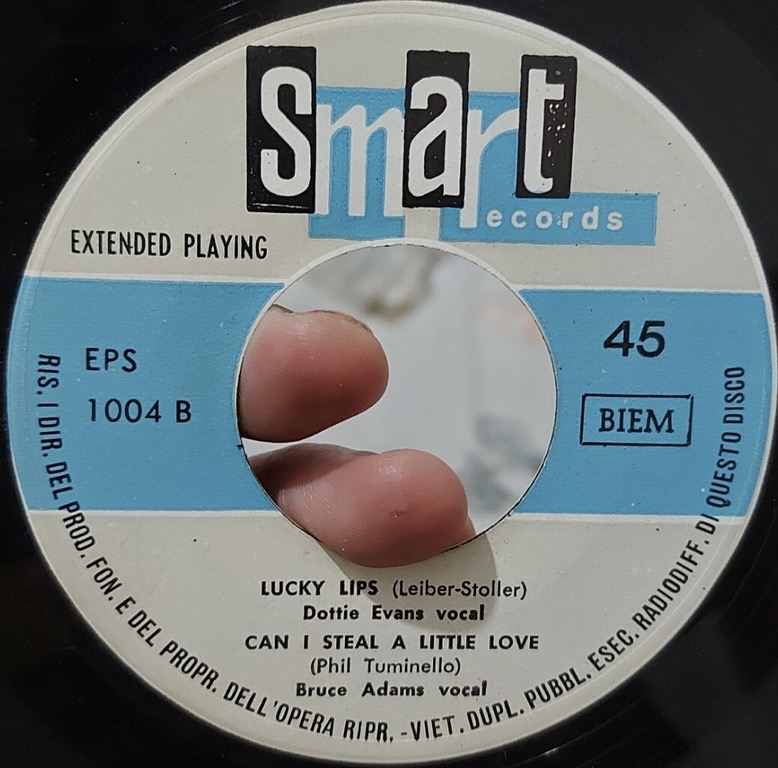 Smart
ecords
EXTENDED PLAYING
EPS
1004 B
45
BIEM
LUCKY LIPS (Leiber-Stoller)
Dottie Evans vocal
CAN I STEAL A LITTLE LOVE
(Phil Tuminello)
Bruce Adams vocal
RIS. I DIR. DEL PROD. FON. E DEL PROPR. DELL'OPERA RIPR. - VIET. DUPL. PUBBL. ESEC. RADIODIFF. DI QUESTO DISCO